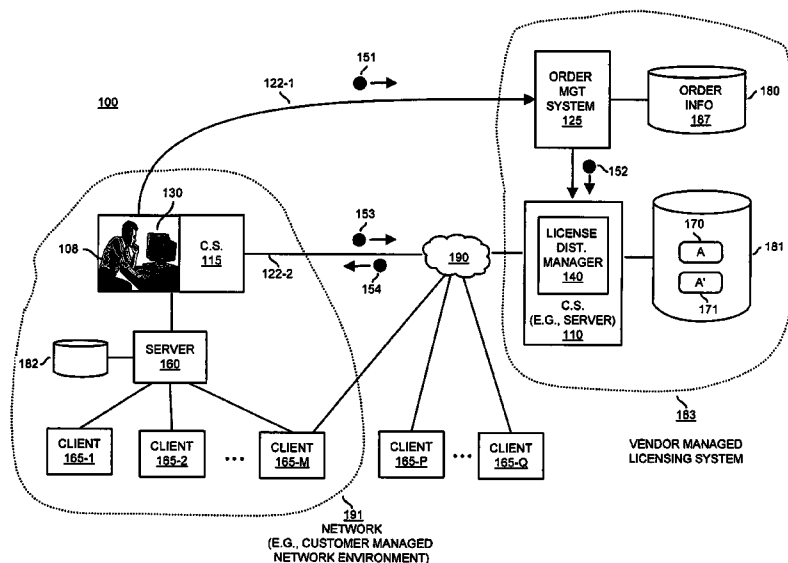 151
122-1
100
ORDER
MGT
SYSTEM
125
ORDER
INFO
187
180
152
130
108
C.S.
115
153
122-2
154
190
LICENSE
DIST.
MANAGER
140
C.S.
(E.G., SERVER)
110
170
A
A'
171
181
182
SERVER
160
183
VENDOR MANAGED
LICENSING SYSTEM
CLIENT
165-1
CLIENT
165-2
• • •
CLIENT
165-M
CLIENT
165-P
• • •
CLIENT
165-Q
191
NETWORK
(E.G., CUSTOMER MANAGED
NETWORK ENVIRONMENT)